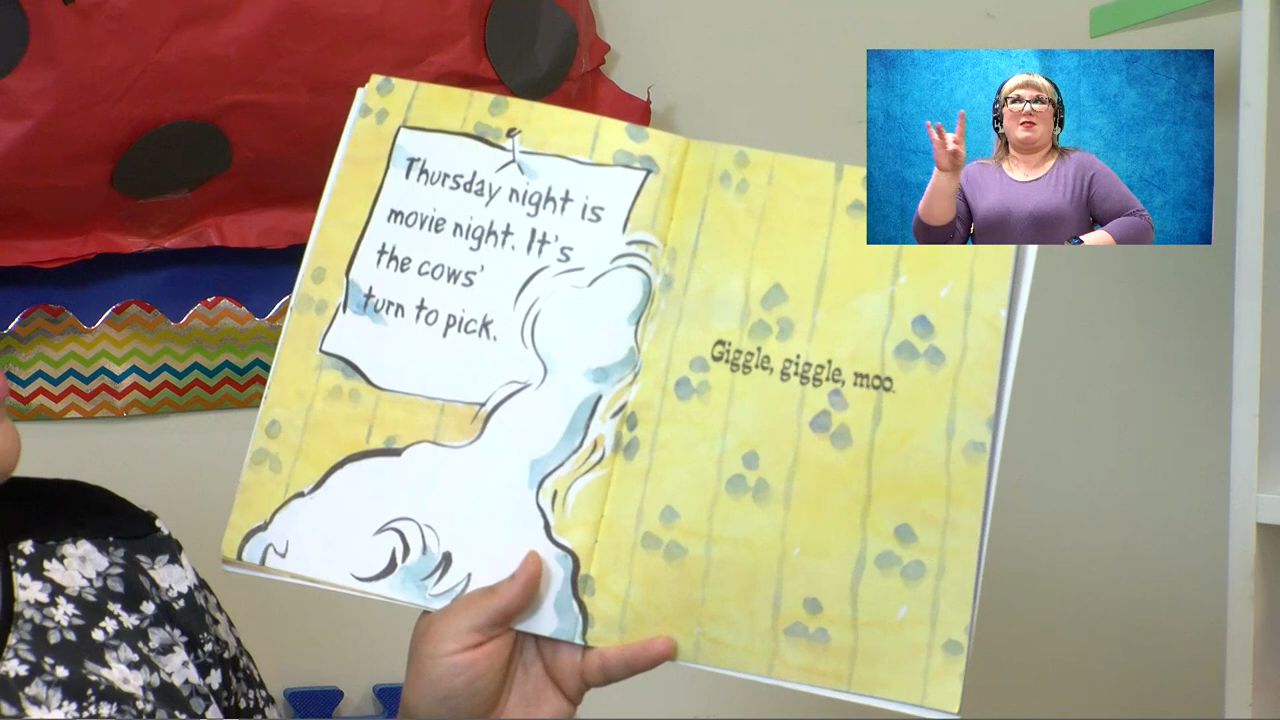 Thursday night is
movie night. It's
the cows'
turn to pick.
Giggle, giggle, moo.